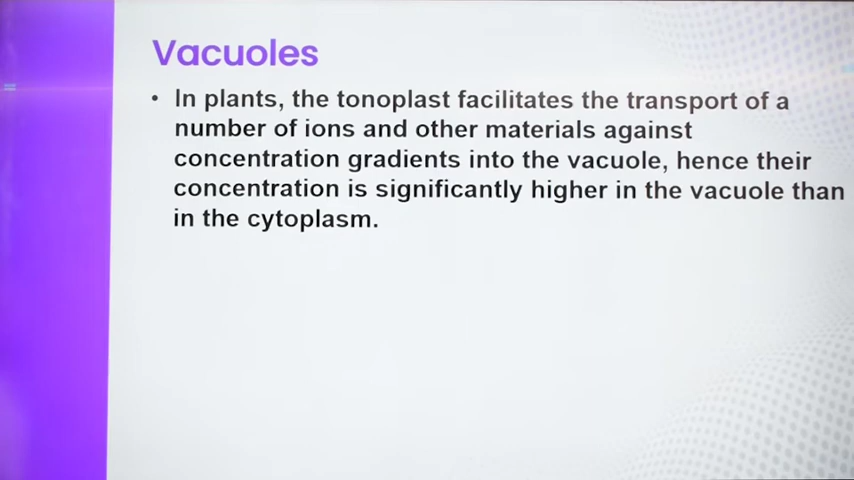 Vacuoles
• In plants, the tonoplast facilitates the transport of a
number of ions and other materials against
concentration gradients into the vacuole, hence their
concentration is significantly higher in the vacuole than
in the cytoplasm.